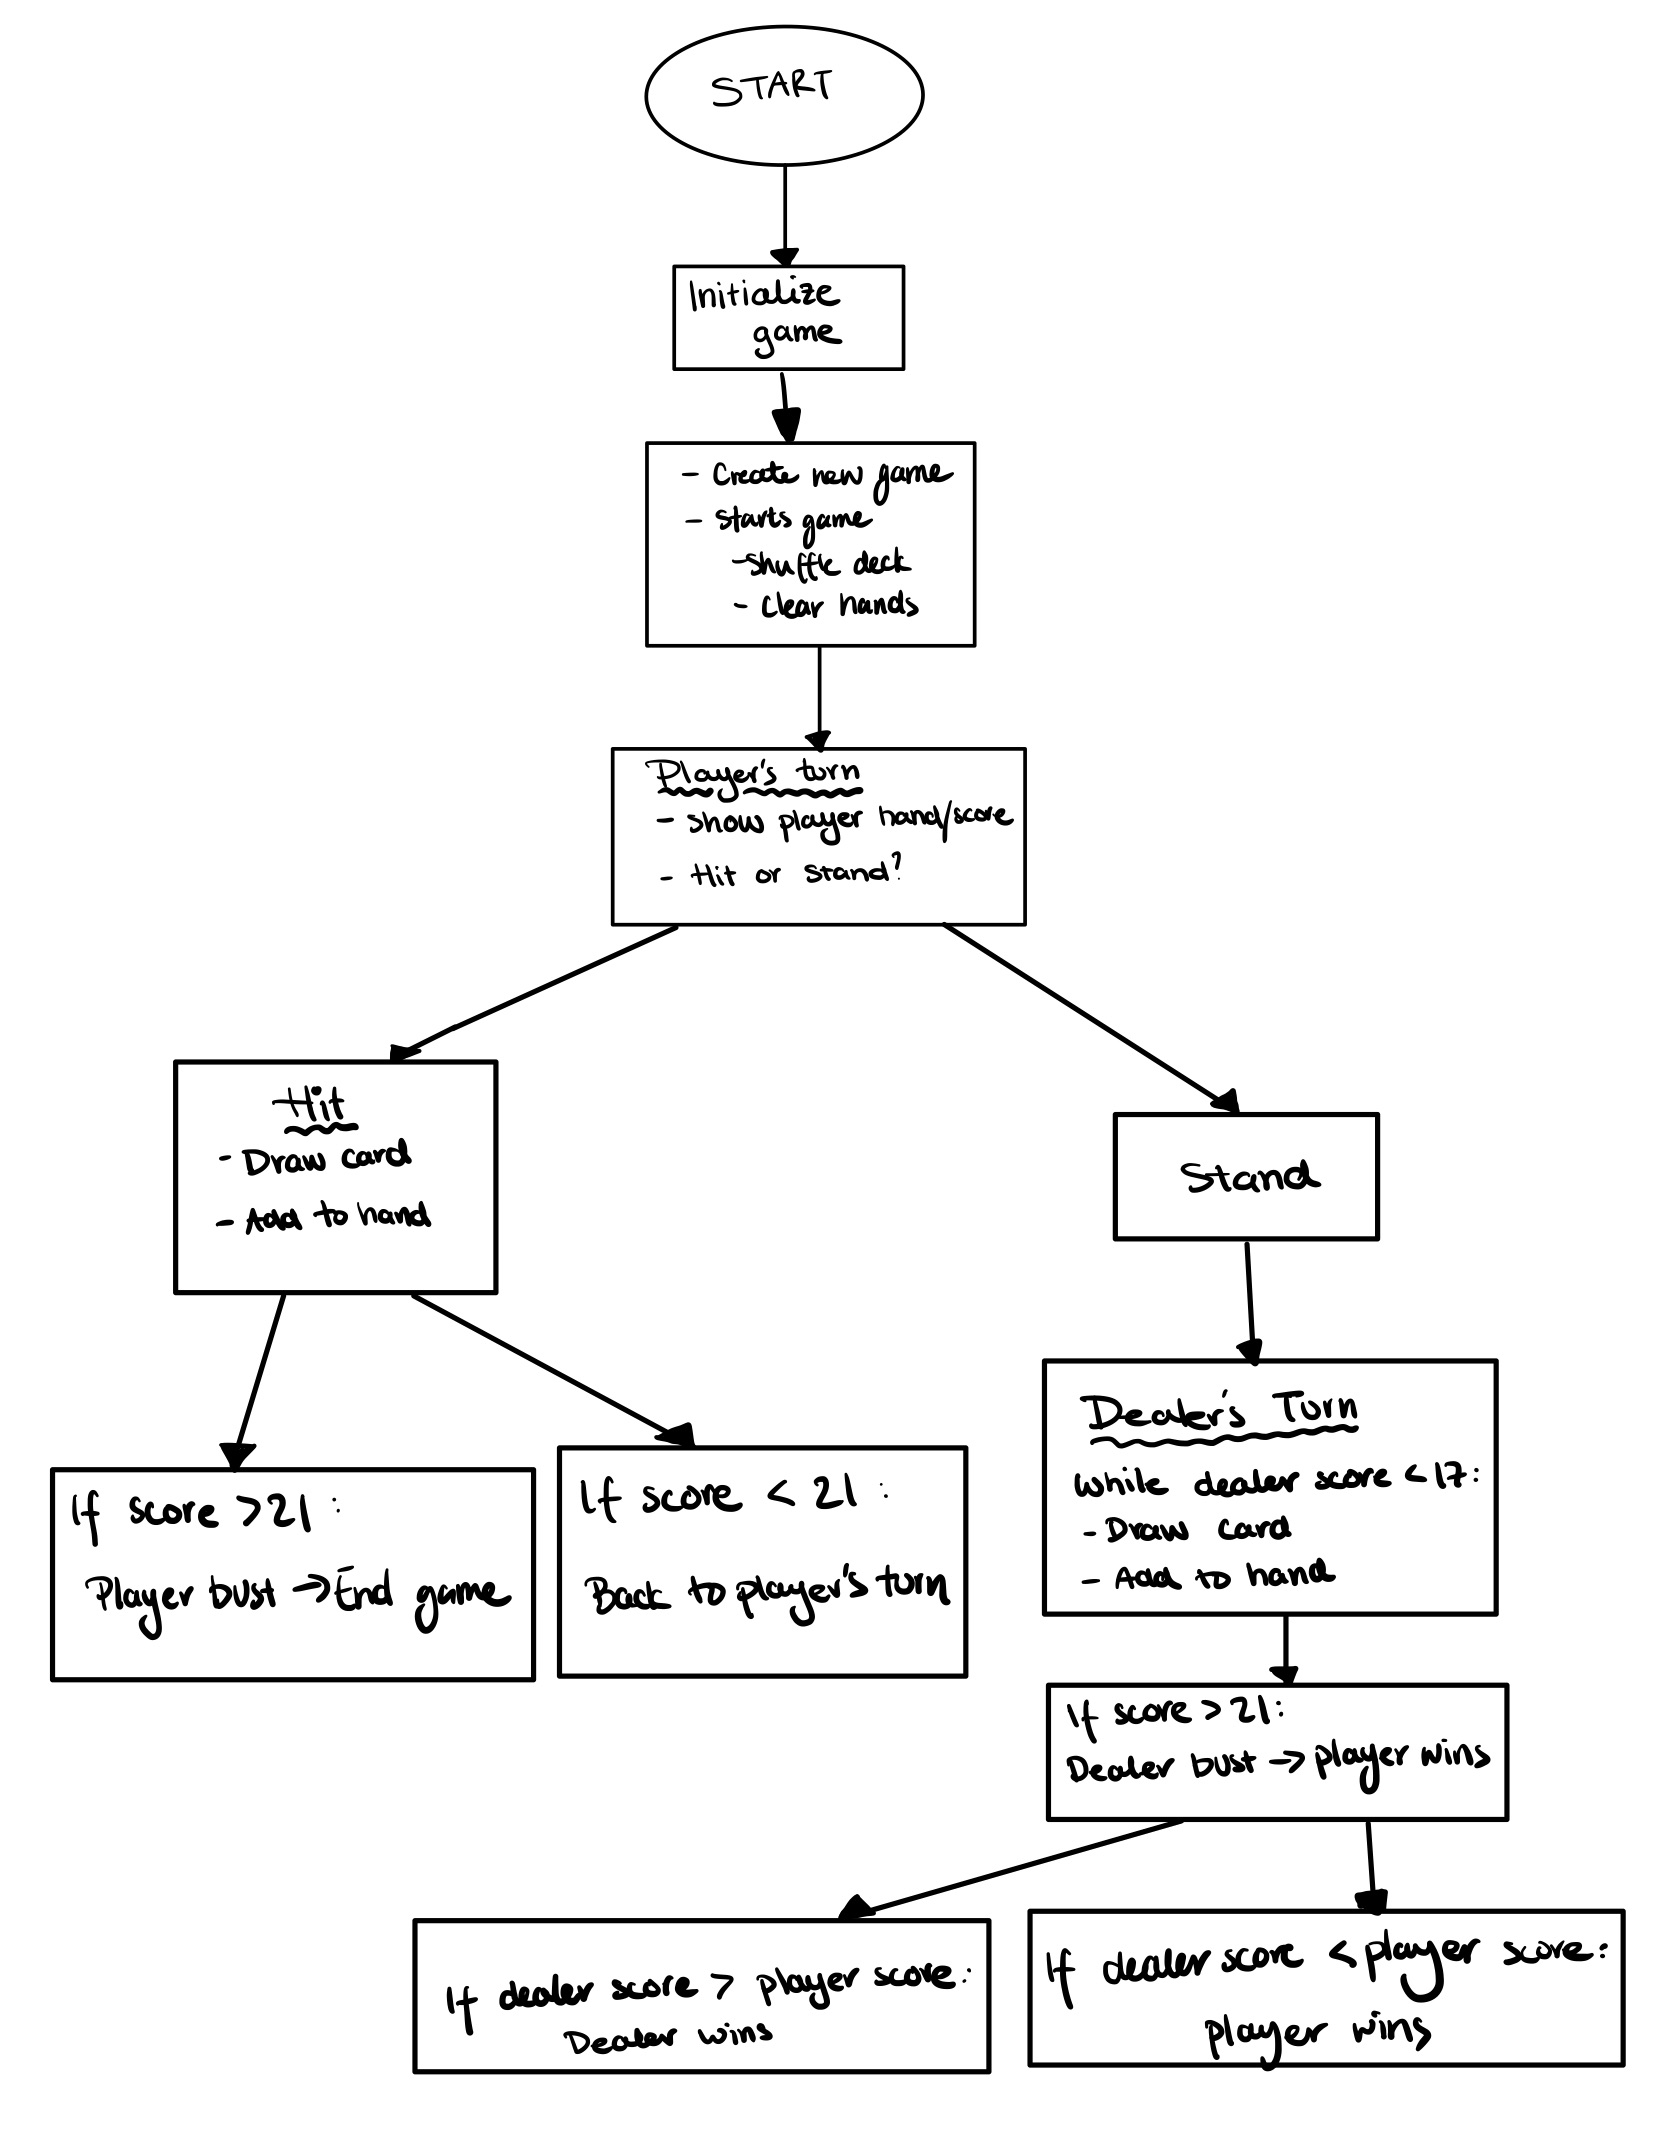 START
Initialize
game
- Create new game
- Starts game
- Shuffle deck
- Clear hands
Player's turn
- Show player hand/score
- Hit or Stand?
Hit
- Draw card
- Add to hand
Stand
If score >21 :
Player bust → End game
If score < 21 :
Back to player's turn
Dealer's Turn
While dealer score < 17:
- Draw card
- Add to hand
If score > 21:
Dealer bust → player wins
If dealer score > player score:
Dealer wins
If dealer score < player score:
player wins